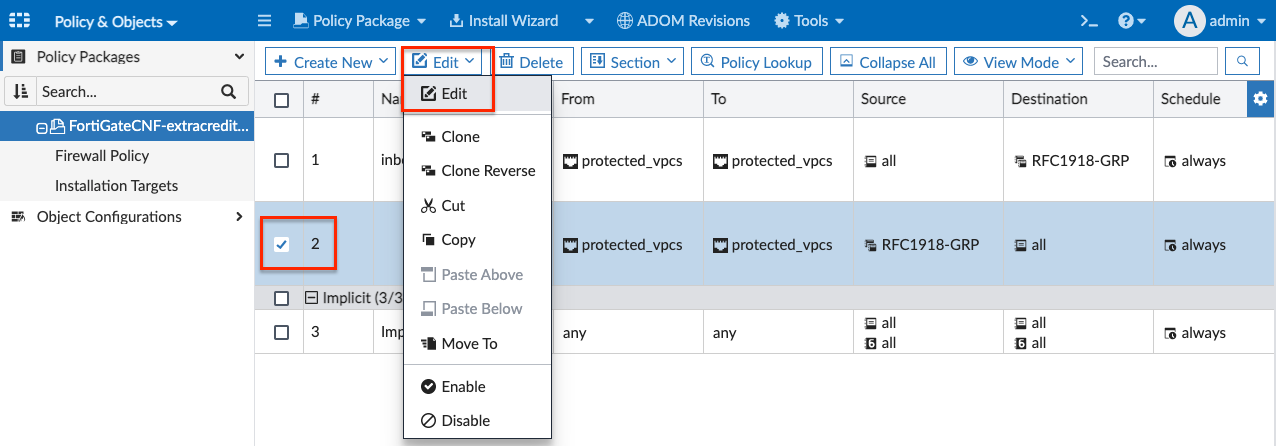 Policy & Objects
Policy Package
Install Wizard
ADOM Revisions
Tools
>_
?
A
admin
Policy Packages
Search...
FortiGateCNF-extracredit...
Firewall Policy
Installation Targets
Object Configurations
+ Create New
Edit
Delete
Section
Policy Lookup
Collapse All
View Mode
Search...
Edit
Clone
Clone Reverse
Cut
Copy
Paste Above
Paste Below
Move To
Enable
Disable
# Na From To Source Destination Schedule
1 inbo protected_vpcs protected_vpcs all RFC1918-GRP always
2 protected_vpcs protected_vpcs RFC1918-GRP all always
Implicit (3/3
3 Imp any any all all always
6 all 6 all